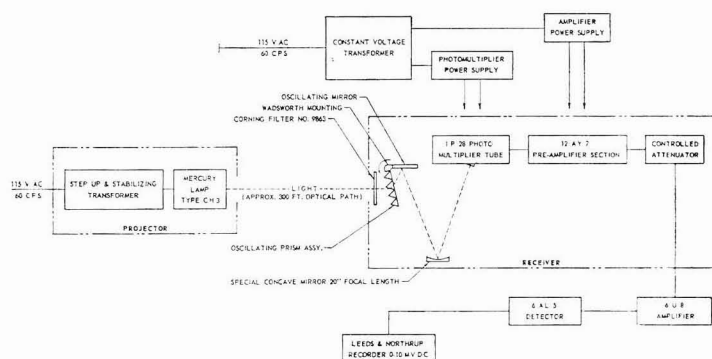 115 V AC
60 CPS
CONSTANT VOLTAGE
TRANSFORMER
AMPLIFIER
POWER SUPPLY
PHOTOMULTIPLIER
POWER SUPPLY
OSCILLATING MIRROR
WADSWORTH MOUNTING
CORNING FILTER NO. 9863
1 P 28 PHOTO
MULTIPLIER TUBE
12 AY 7
PRE-AMPLIFIER SECTION
CONTROLLED
ATTENUATOR
115 V AC
60 CPS
STEP UP & STABILIZING
TRANSFORMER
MERCURY
LAMP
TYPE CH 3
PROJECTOR
LIGHT
(APPROX. 300 FT. OPTICAL PATH)
OSCILLATING PRISM ASSY.
RECEIVER
SPECIAL CONCAVE MIRROR 20" FOCAL LENGTH
6 AL 5
DETECTOR
6 U 8
AMPLIFIER
LEEDS & NORTHRUP
RECORDER 0-10 MV DC